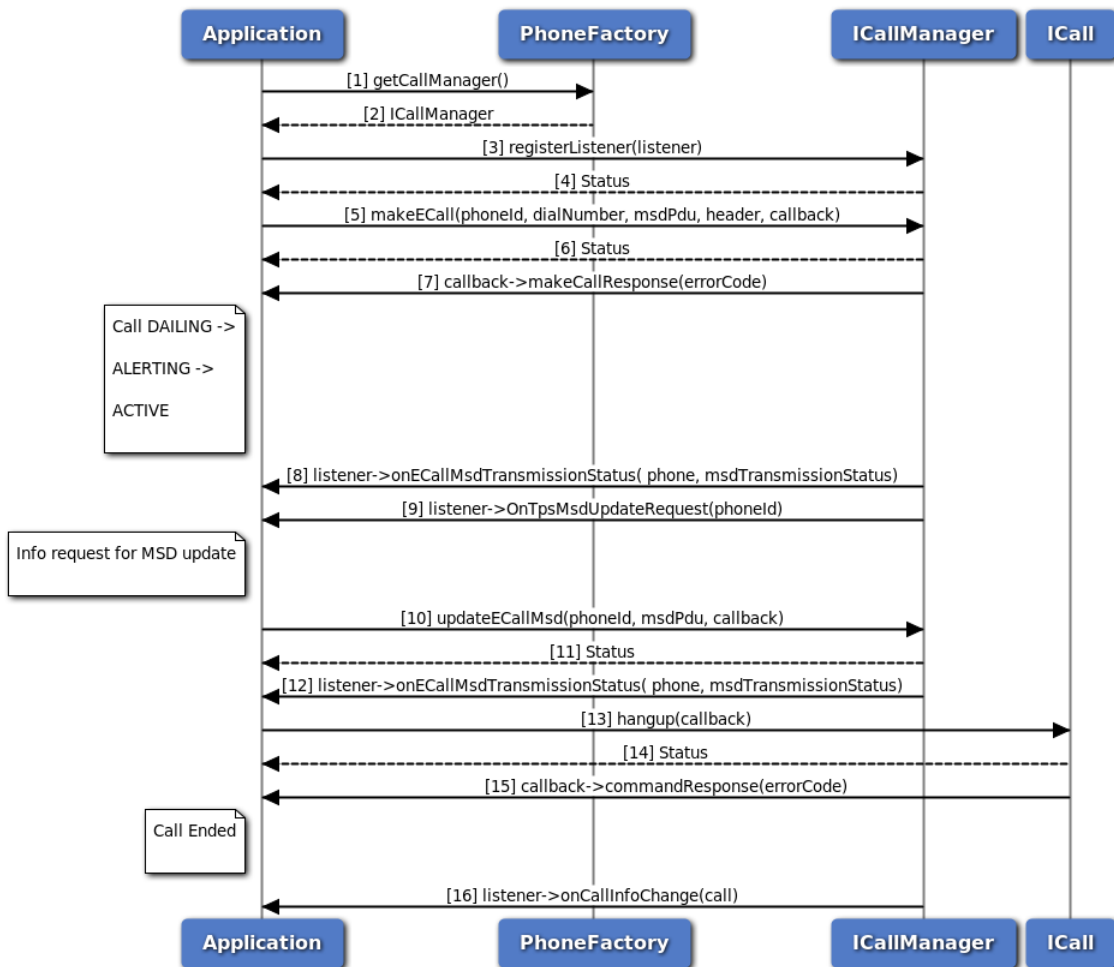 Application
PhoneFactory
ICallManager
ICall
[1] getCallManager()
[2] ICallManager
[3] registerListener(listener)
[4] Status
[5] makeECall(phoneId, dialNumber, msdPdu, header, callback)
[6] Status
[7] callback->makeCallResponse(errorCode)
Call DAILING ->
ALERTING ->
ACTIVE
[8] listener->onECallMsdTransmissionStatus( phone, msdTransmissionStatus)
[9] listener->OnTpsMsdUpdateRequest(phoneId)
Info request for MSD update
[10] updateECallMsd(phoneId, msdPdu, callback)
[11] Status
[12] listener->onECallMsdTransmissionStatus( phone, msdTransmissionStatus)
[13] hangup(callback)
[14] Status
[15] callback->commandResponse(errorCode)
Call Ended
[16] listener->onCallInfoChange(call)
Application
PhoneFactory
ICallManager
ICall